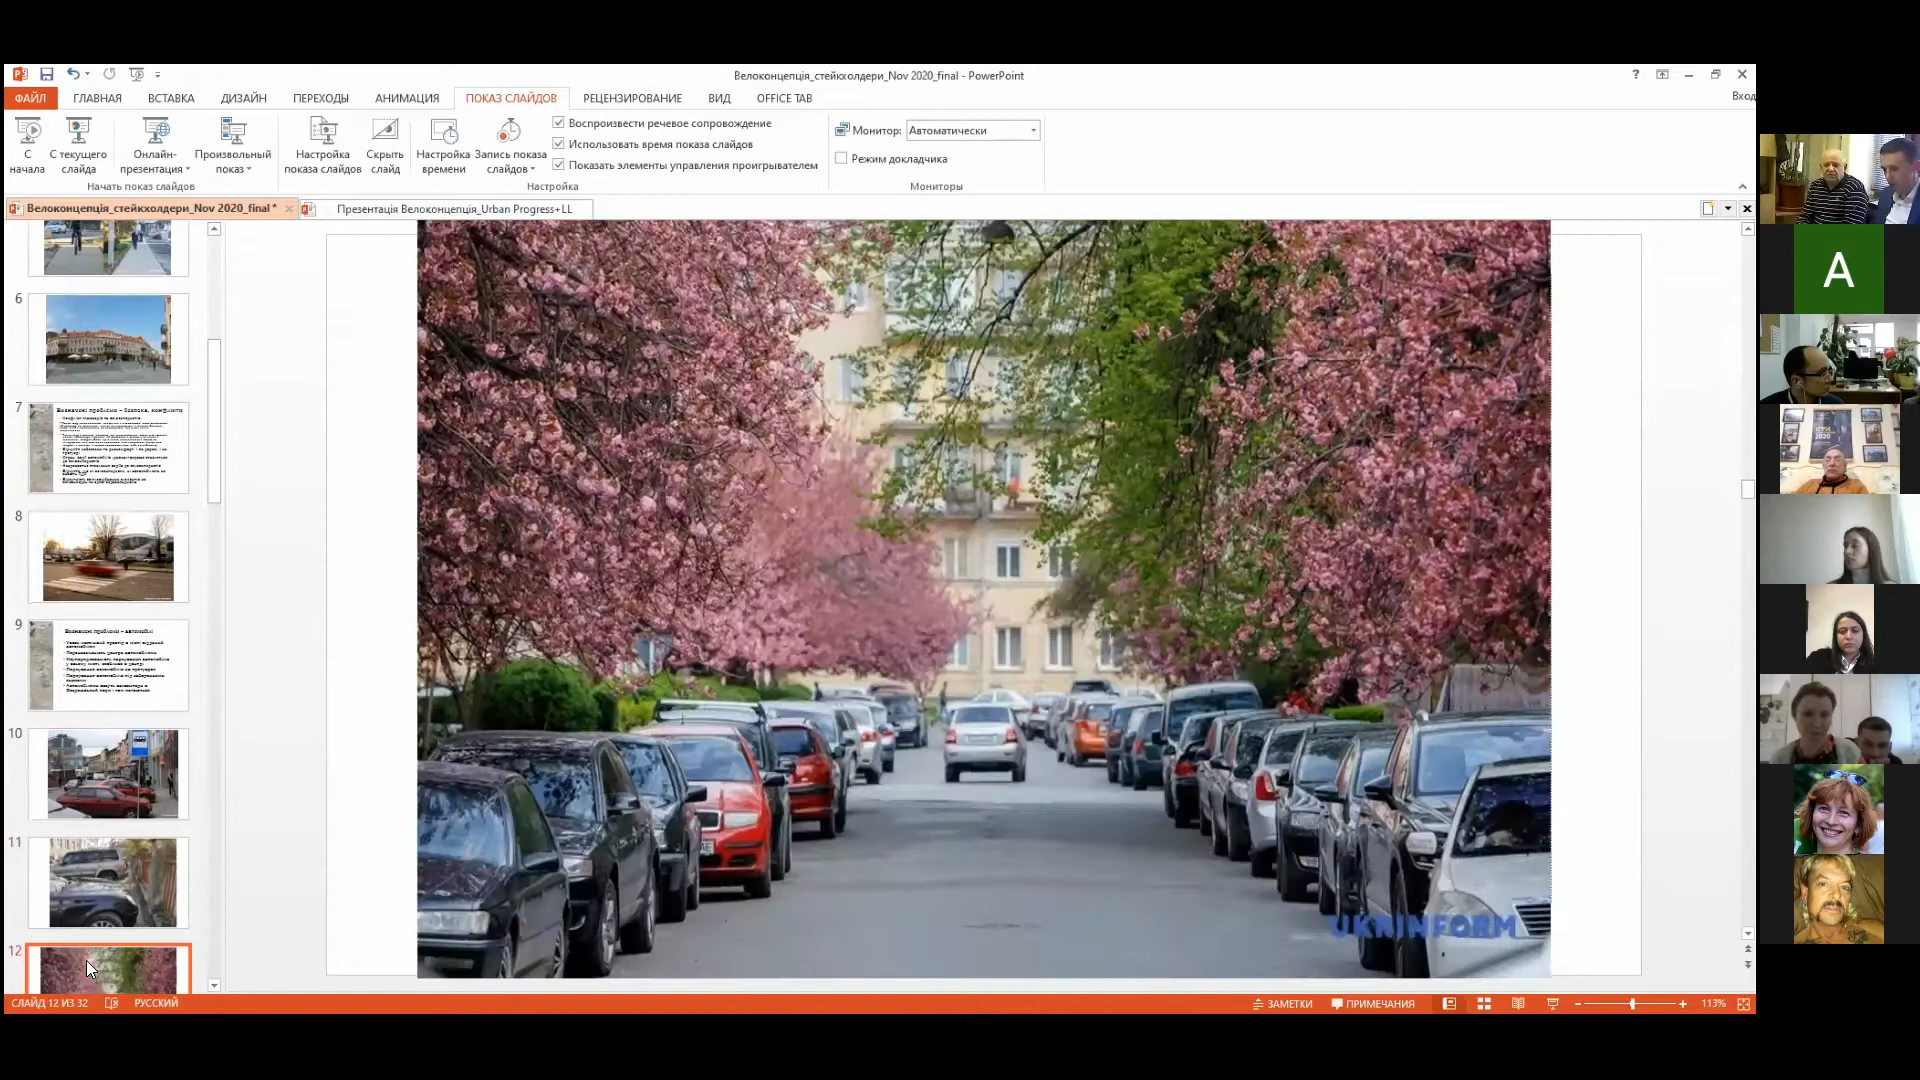 Велоконцепція_стейкхолдери_Nov 2020_final - PowerPoint
Вход
ФАЙЛ ГЛАВНАЯ ВСТАВКА ДИЗАЙН ПЕРЕХОДЫ АНИМАЦИЯ ПОКАЗ СЛАЙДОВ РЕЦЕНЗИРОВАНИЕ ВИД OFFICE TAB
С начала
С текущего слайда
Онлайн-презентация
Произвольный показ
Начать показ слайдов
Настройка показа слайдов
Скрыть слайд
Настройка времени
Запись показа слайдов
Воспроизвести речевое сопровождение
Использовать время показа слайдов
Показать элементы управления проигрывателем
Настройка
Монитор: Автоматически
Режим докладчика
Мониторы
Велоконцепція_стейкхолдери_Nov 2020_final *
Презентація Велоконцепція_Urban Progress+LL
6
7
8
9
10
11
12
UKRINFORM
A
2020
СЛАЙД 12 ИЗ 32
РУССКИЙ
ЗАМЕТКИ
ПРИМЕЧАНИЯ
113%